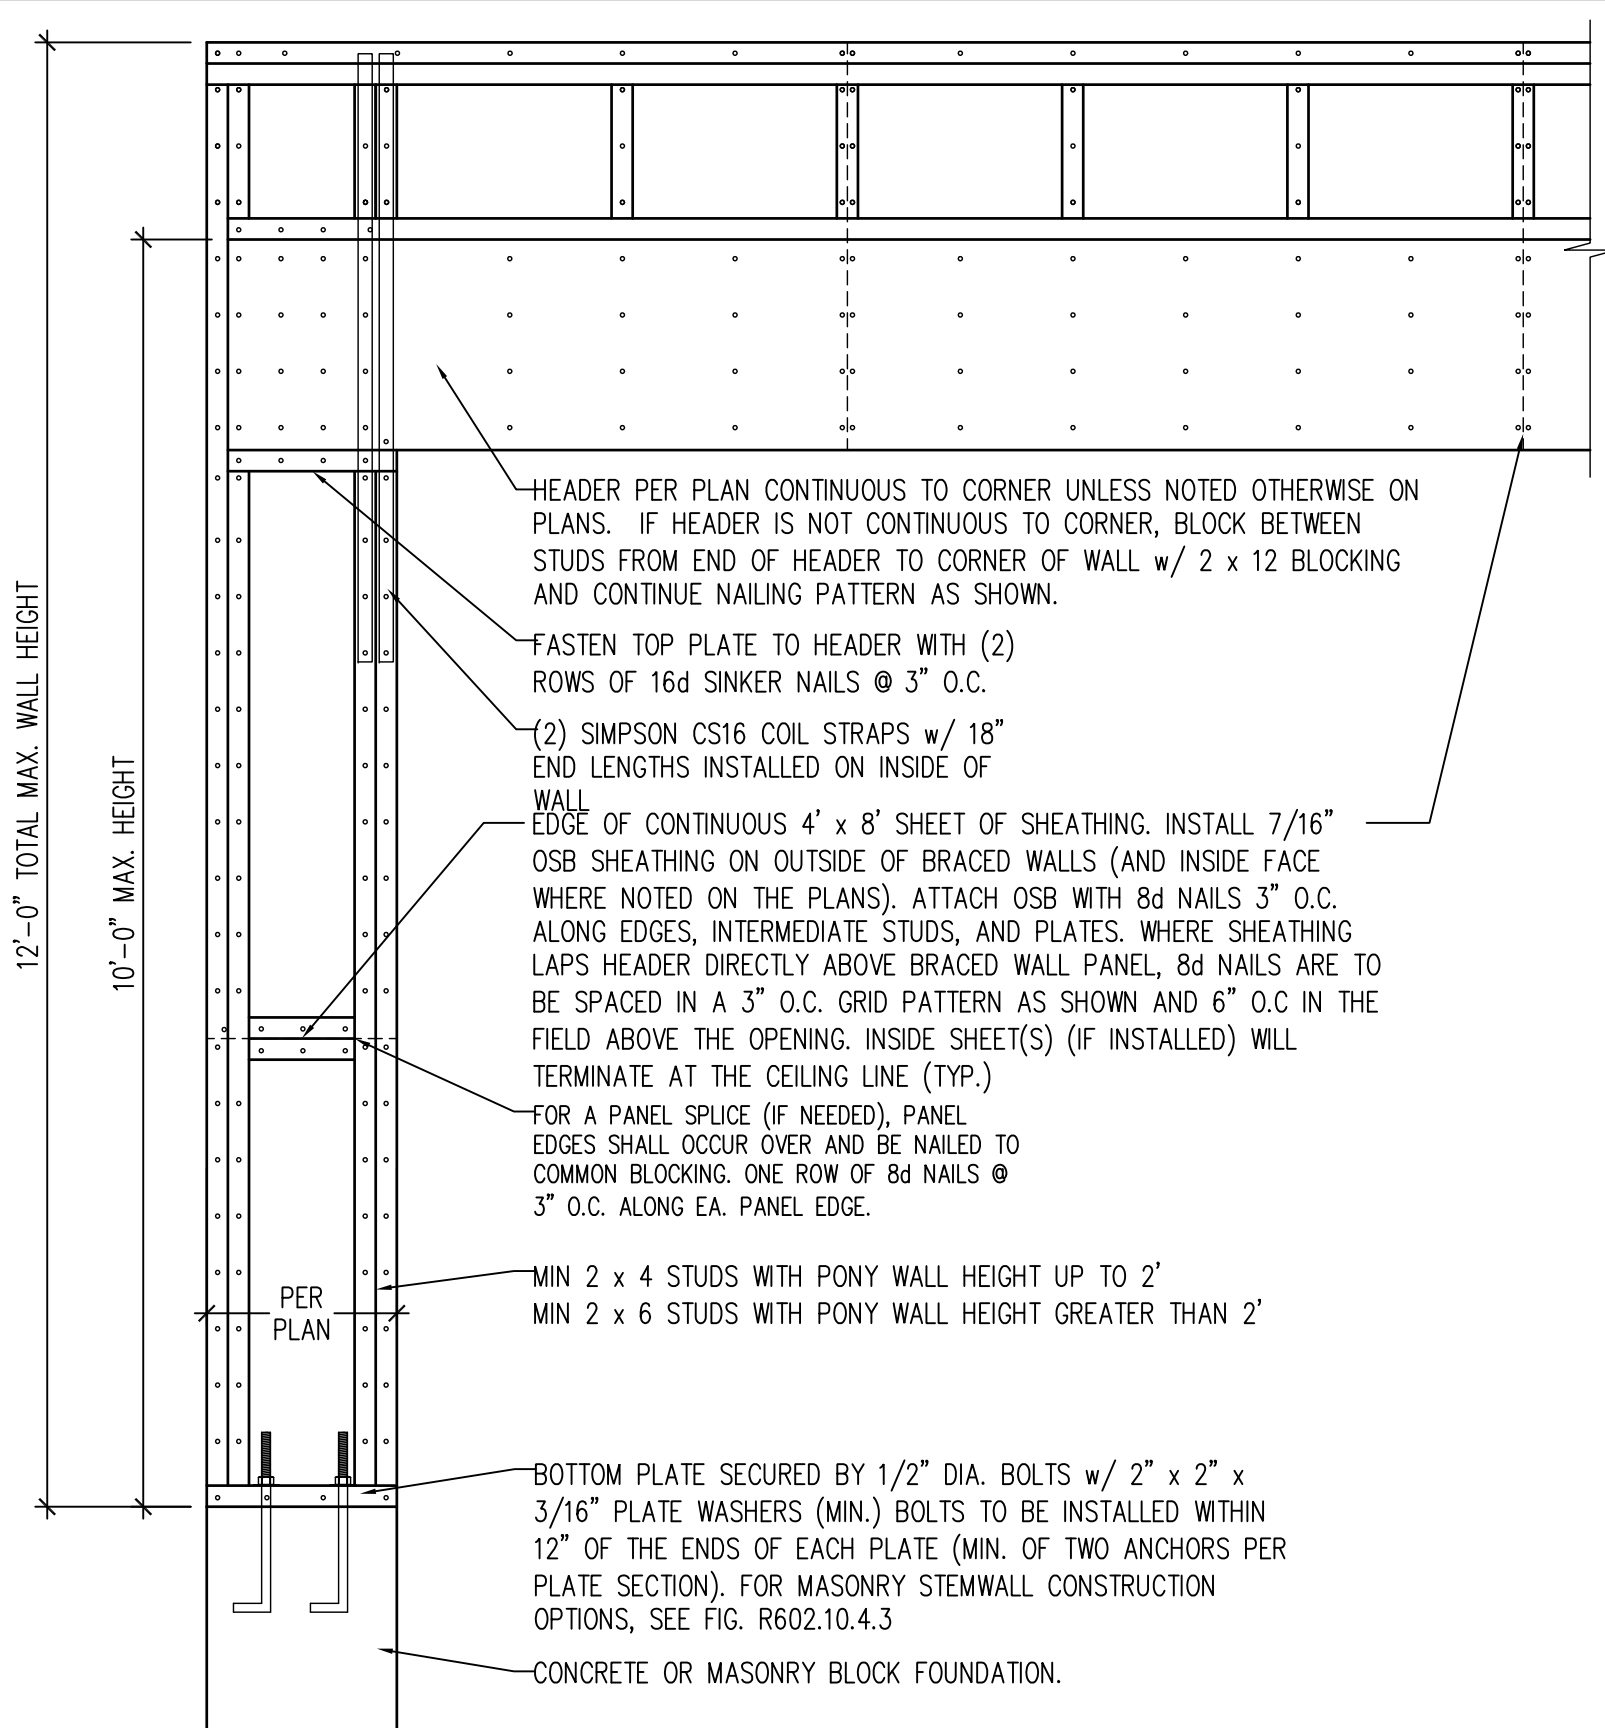 HEADER PER PLAN CONTINUOUS TO CORNER UNLESS NOTED OTHERWISE ON
PLANS. IF HEADER IS NOT CONTINUOUS TO CORNER, BLOCK BETWEEN
STUDS FROM END OF HEADER TO CORNER OF WALL w/ 2 x 12 BLOCKING
AND CONTINUE NAILING PATTERN AS SHOWN.
FASTEN TOP PLATE TO HEADER WITH (2)
ROWS OF 16d SINKER NAILS @ 3" O.C.
(2) SIMPSON CS16 COIL STRAPS w/ 18"
END LENGTHS INSTALLED ON INSIDE OF
WALL
EDGE OF CONTINUOUS 4' x 8' SHEET OF SHEATHING. INSTALL 7/16"
OSB SHEATHING ON OUTSIDE OF BRACED WALLS (AND INSIDE FACE
WHERE NOTED ON THE PLANS). ATTACH OSB WITH 8d NAILS 3" O.C.
ALONG EDGES, INTERMEDIATE STUDS, AND PLATES. WHERE SHEATHING
LAPS HEADER DIRECTLY ABOVE BRACED WALL PANEL, 8d NAILS ARE TO
BE SPACED IN A 3" O.C. GRID PATTERN AS SHOWN AND 6" O.C IN THE
FIELD ABOVE THE OPENING. INSIDE SHEET(S) (IF INSTALLED) WILL
TERMINATE AT THE CEILING LINE (TYP.)
FOR A PANEL SPLICE (IF NEEDED), PANEL
EDGES SHALL OCCUR OVER AND BE NAILED TO
COMMON BLOCKING. ONE ROW OF 8d NAILS @
3" O.C. ALONG EA. PANEL EDGE.
MIN 2 x 4 STUDS WITH PONY WALL HEIGHT UP TO 2'
MIN 2 x 6 STUDS WITH PONY WALL HEIGHT GREATER THAN 2'
BOTTOM PLATE SECURED BY 1/2" DIA. BOLTS w/ 2" x 2" x
3/16" PLATE WASHERS (MIN.) BOLTS TO BE INSTALLED WITHIN
12" OF THE ENDS OF EACH PLATE (MIN. OF TWO ANCHORS PER
PLATE SECTION). FOR MASONRY STEMWALL CONSTRUCTION
OPTIONS, SEE FIG. R602.10.4.3
CONCRETE OR MASONRY BLOCK FOUNDATION.
12'-0" TOTAL MAX. WALL HEIGHT
10'-0" MAX. HEIGHT
PER
PLAN